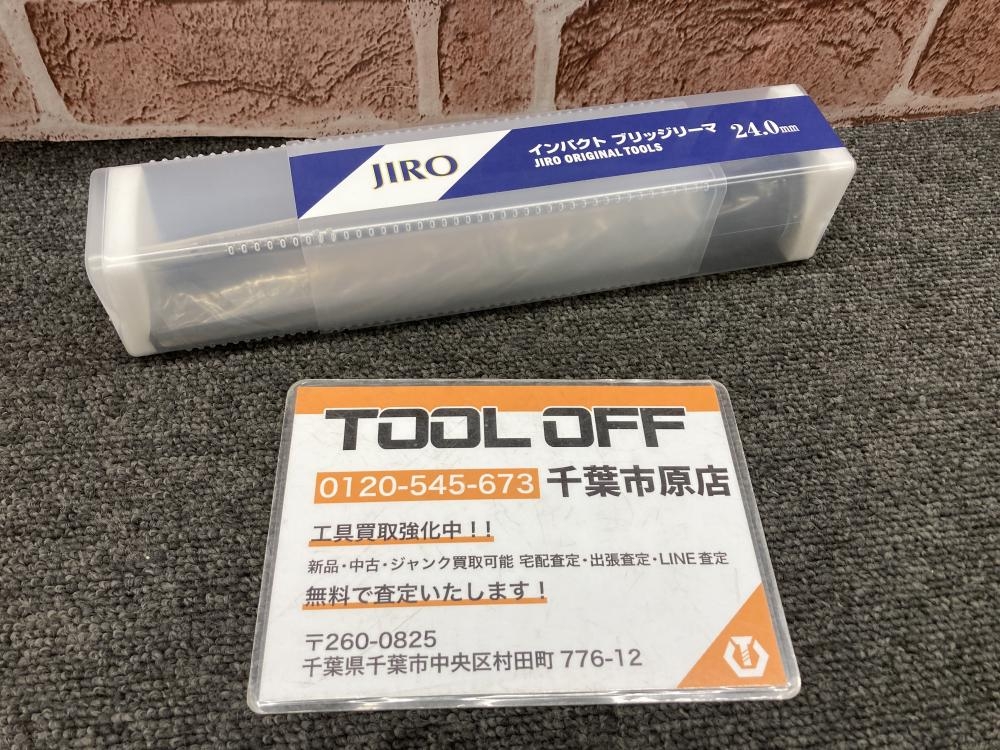 JIRO
インパクト ブリッジリーマ 24.0mm
JIRO ORIGINAL TOOLS
TOOL OFF
0120-545-673 千葉市原店
工具買取強化中!!
新品・中古・ジャンク買取可能 宅配査定・出張査定・LINE査定
無料で査定いたします!
〒260-0825
千葉県千葉市中央区村田町 776-12